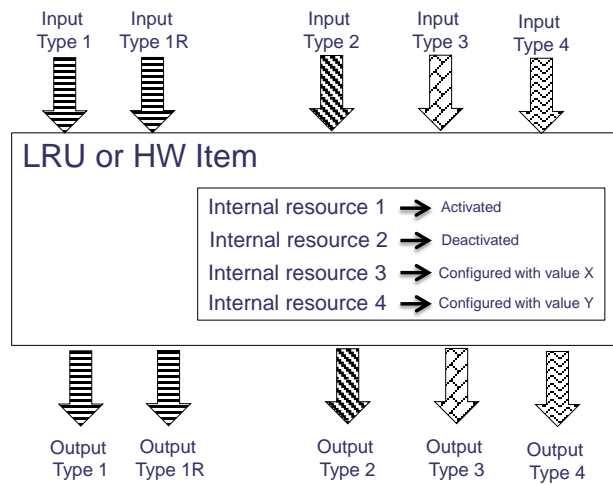 Input
Type 1
Input
Type 1R
Input
Type 2
Input
Type 3
Input
Type 4
LRU or HW Item
Internal resource 1
Activated
Internal resource 2
Deactivated
Internal resource 3
Configured with value X
Internal resource 4
Configured with value Y
Output
Type 1
Output
Type 1R
Output
Type 2
Output
Type 3
Output
Type 4